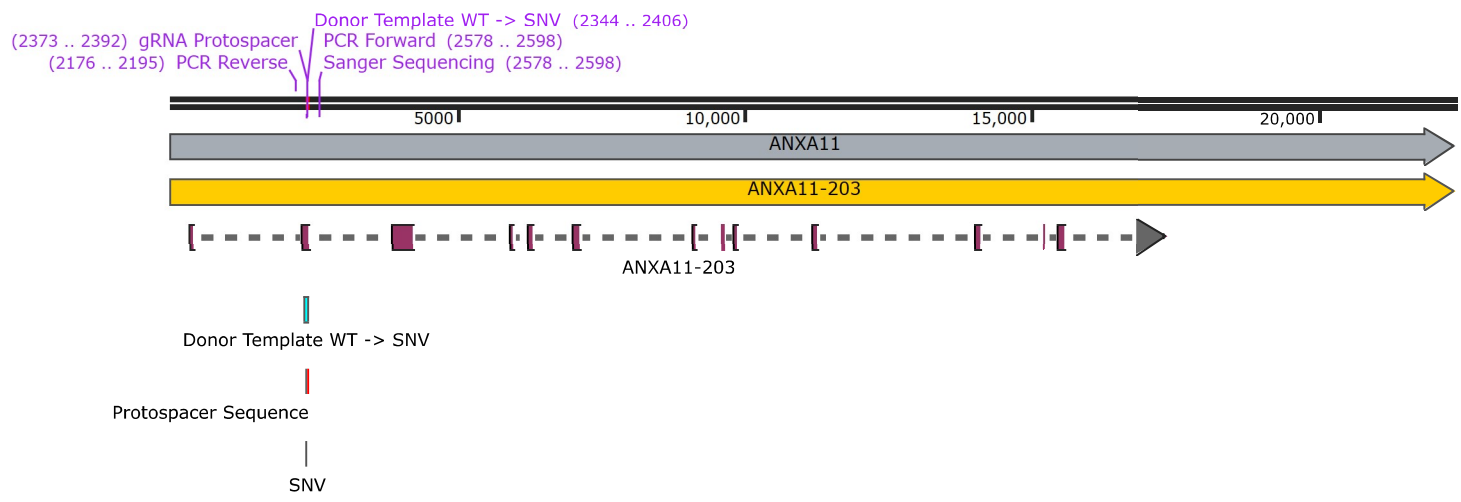 Donor Template WT -> SNV (2344 .. 2406)
(2373 .. 2392) gRNA Protospacer PCR Forward (2578 .. 2598)
(2176 .. 2195) PCR Reverse Sanger Sequencing (2578 .. 2598)
5000 10,000 15,000 20,000
ANXA11
ANXA11-203
ANXA11-203
Donor Template WT -> SNV
Protospacer Sequence
SNV